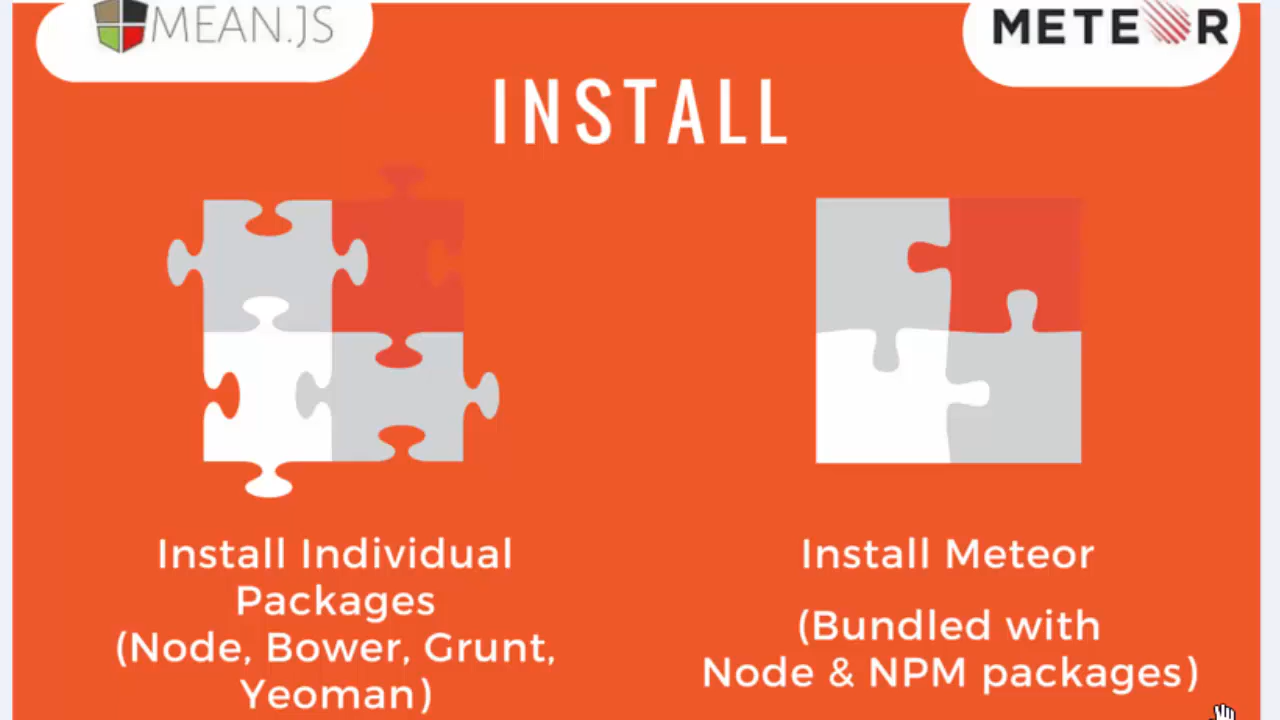 MEAN.JS
METEOR
INSTALL
Install Individual
Packages
(Node, Bower, Grunt,
Yeoman)
Install Meteor
(Bundled with
Node & NPM packages)